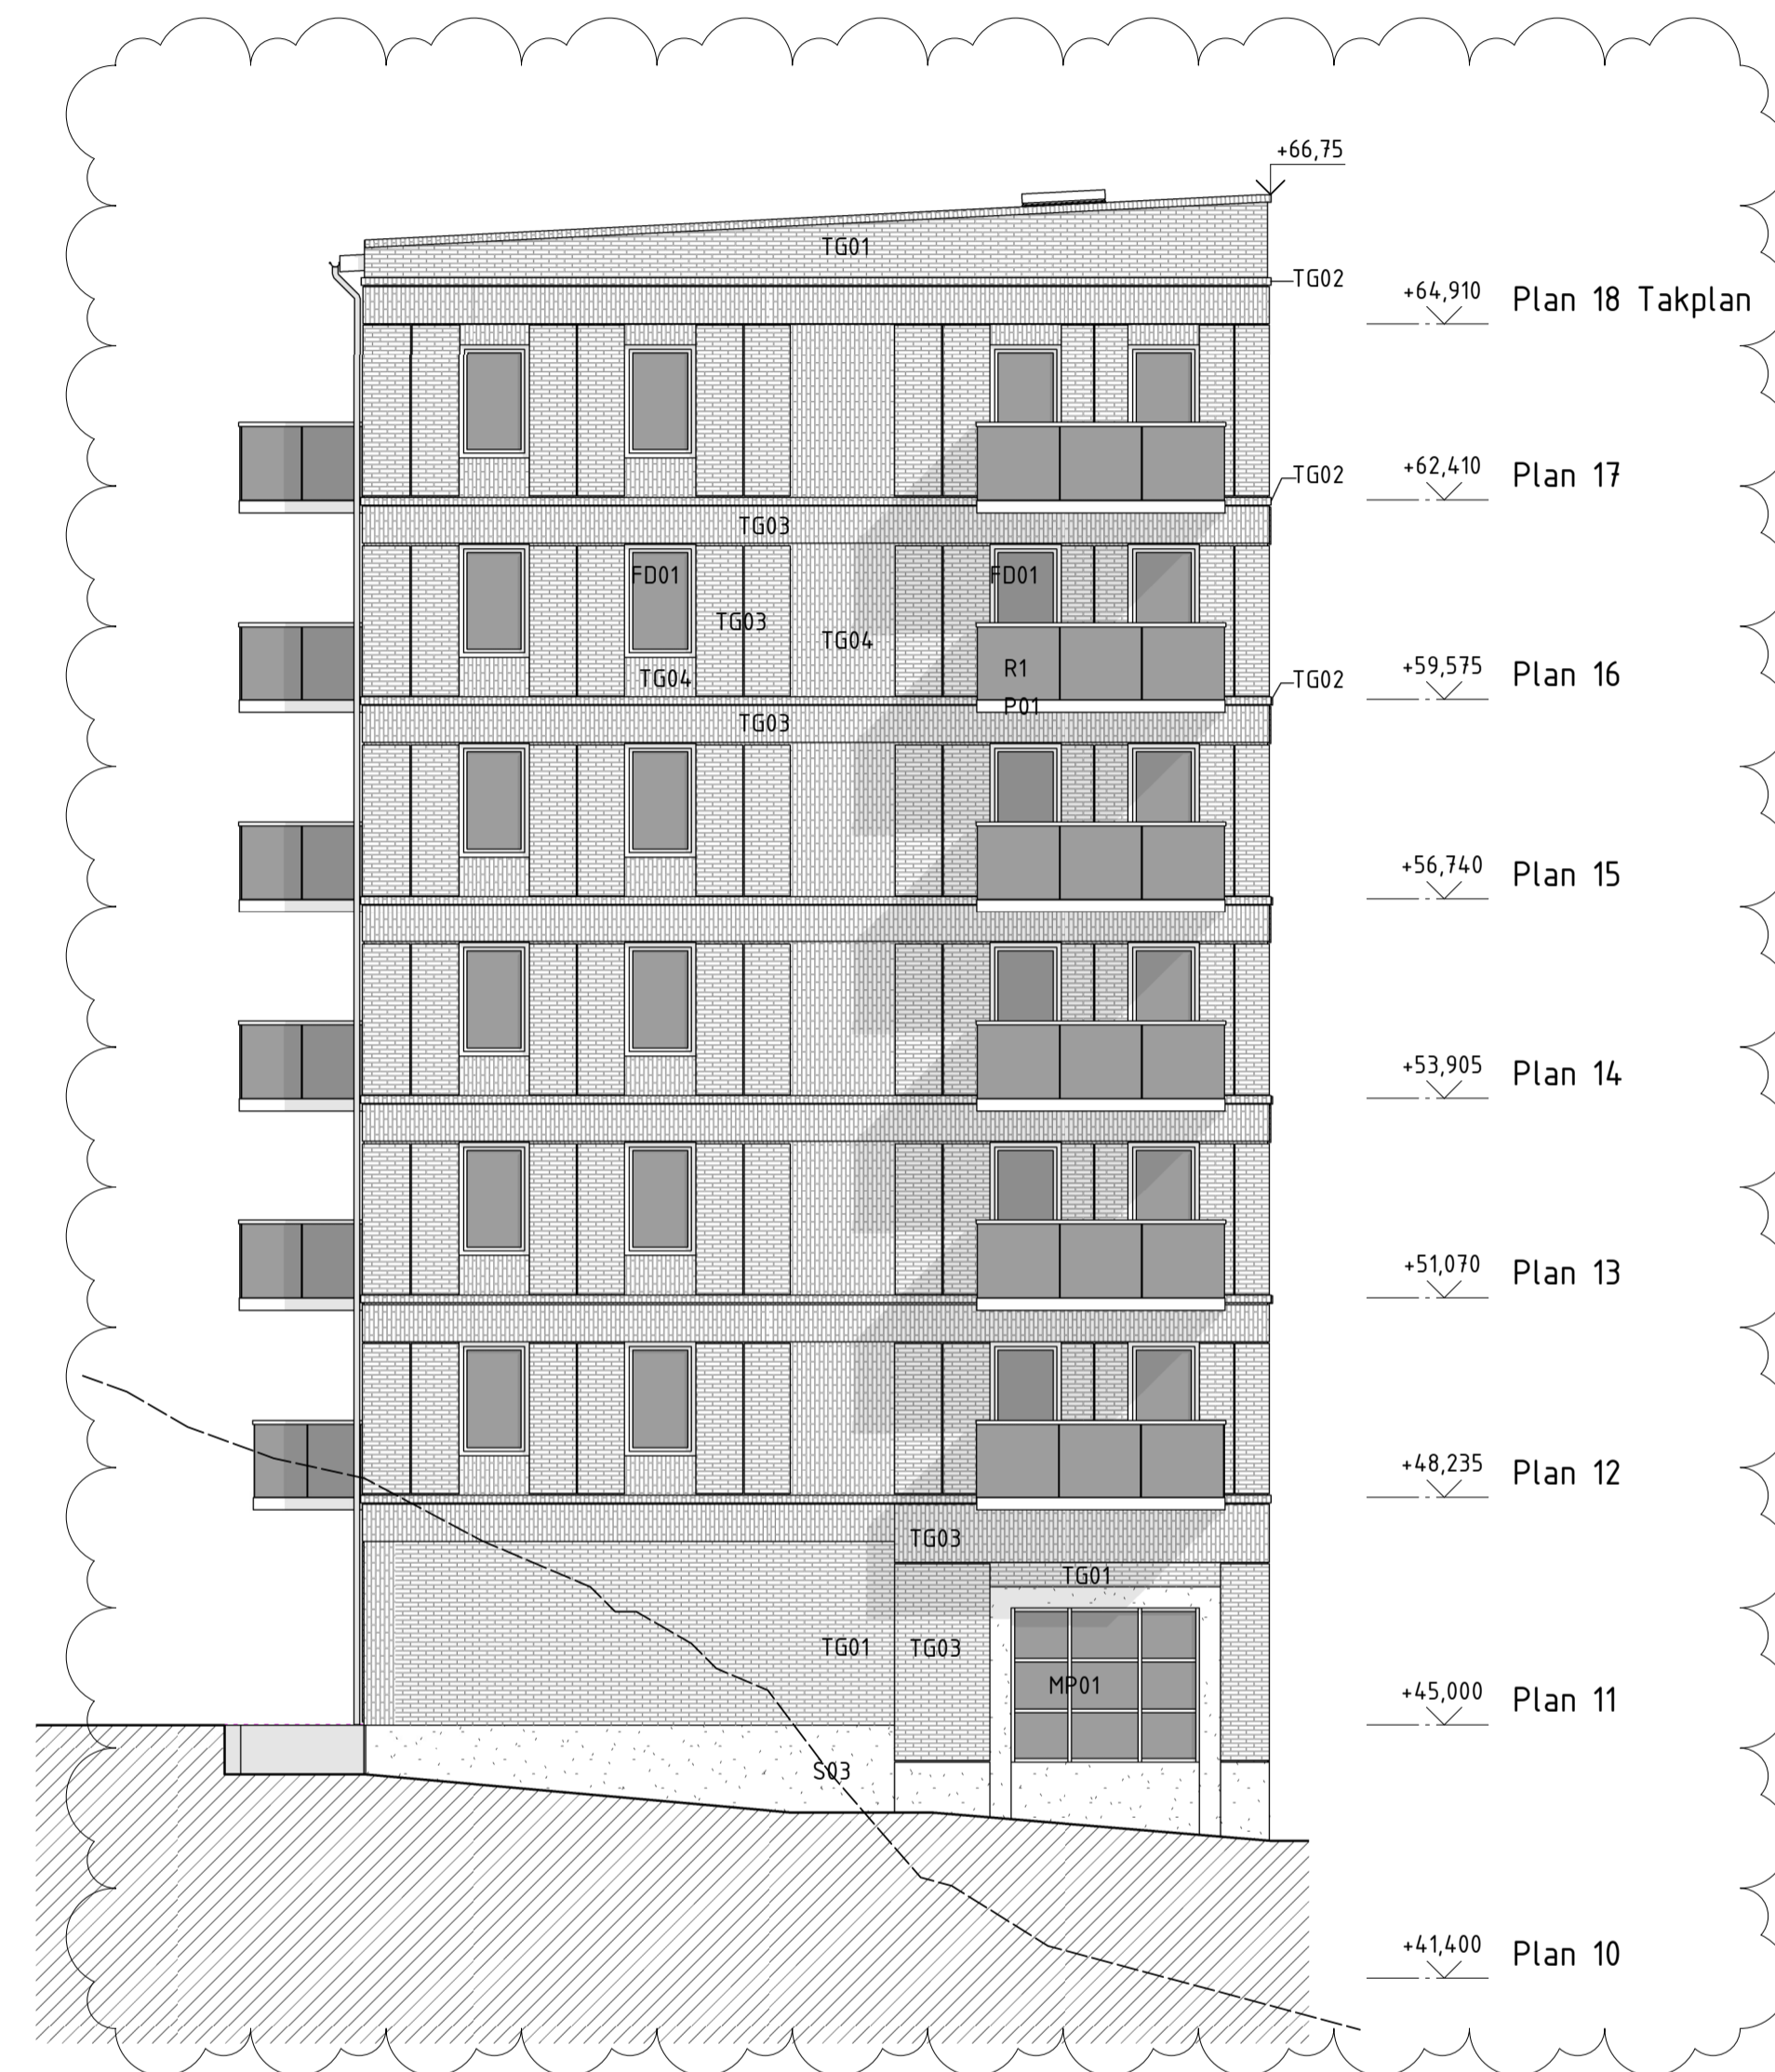 +66,75
TG01
TG02
+64,910 Plan 18 Takplan
TG02
+62,410 Plan 17
TG03
FD01
FD01
TG03
TG04
TG04
R1
TG02
+59,575 Plan 16
P01
TG03
+56,740 Plan 15
+53,905 Plan 14
+51,070 Plan 13
+48,235 Plan 12
TG03
TG01
TG01
TG03
MP01
+45,000 Plan 11
S03
+41,400 Plan 10